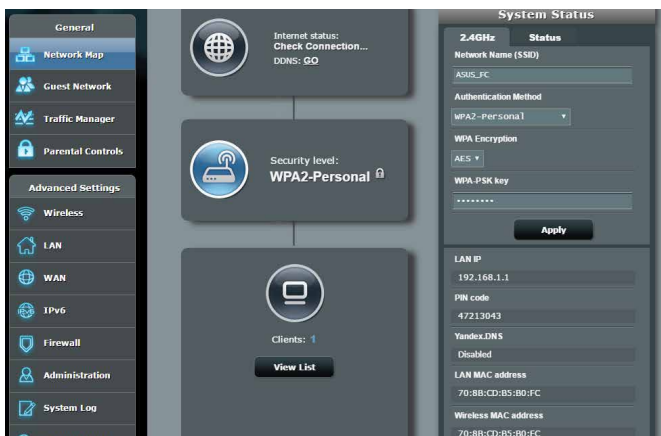 General
Network Map
Guest Network
Traffic Manager
Parental Controls
Advanced Settings
Wireless
LAN
WAN
IPv6
Firewall
Administration
System Log
Internet status:
Check Connection...
DDNS: GO
Security level:
WPA2-Personal
Clients: 1
View List
System Status
2.4GHz Status
Network Name (SSID)
ASUS_FC
Authentication Method
WPA2-Personal
WPA Encryption
AES
WPA-PSK key
········
Apply
LAN IP
192.168.1.1
PIN code
47213043
Yandex.DNS
Disabled
LAN MAC address
70:8B:CD:B5:B0:FC
Wireless MAC address
70:8B:CD:B5:B0:FC